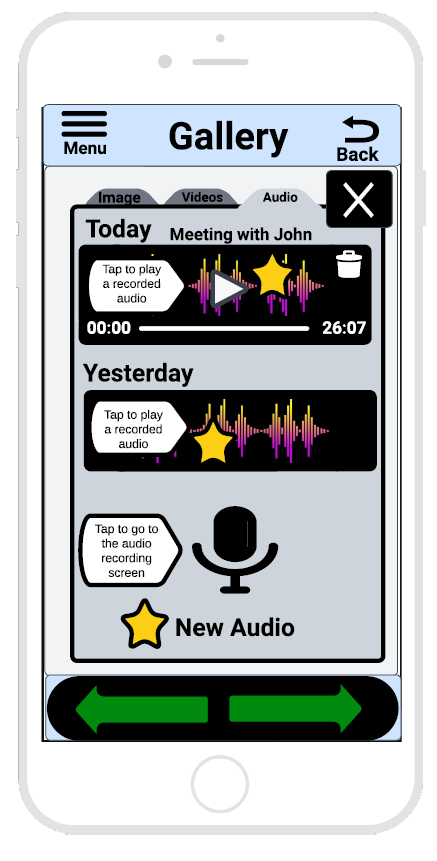 Menu
Gallery
Back
Image
Videos
Audio
X
Today
Meeting with John
Tap to play
a recorded
audio
00:00
26:07
Yesterday
Tap to play
a recorded
audio
Tap to go to
the audio
recording
screen
New Audio